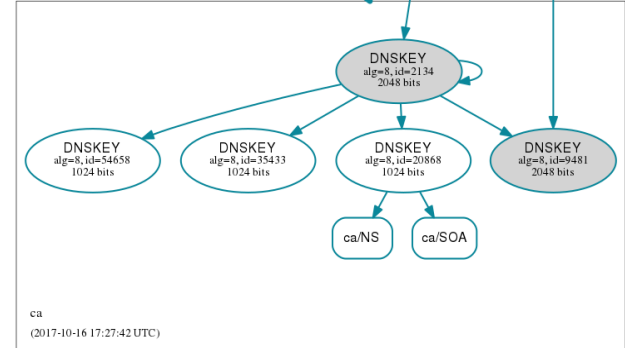 DNSKEY
alg=8, id=2134
2048 bits
DNSKEY
alg=8, id=54658
1024 bits
DNSKEY
alg=8, id=35433
1024 bits
DNSKEY
alg=8, id=20868
1024 bits
DNSKEY
alg=8, id=9481
2048 bits
ca/NS
ca/SOA
ca
(2017-10-16 17:27:42 UTC)